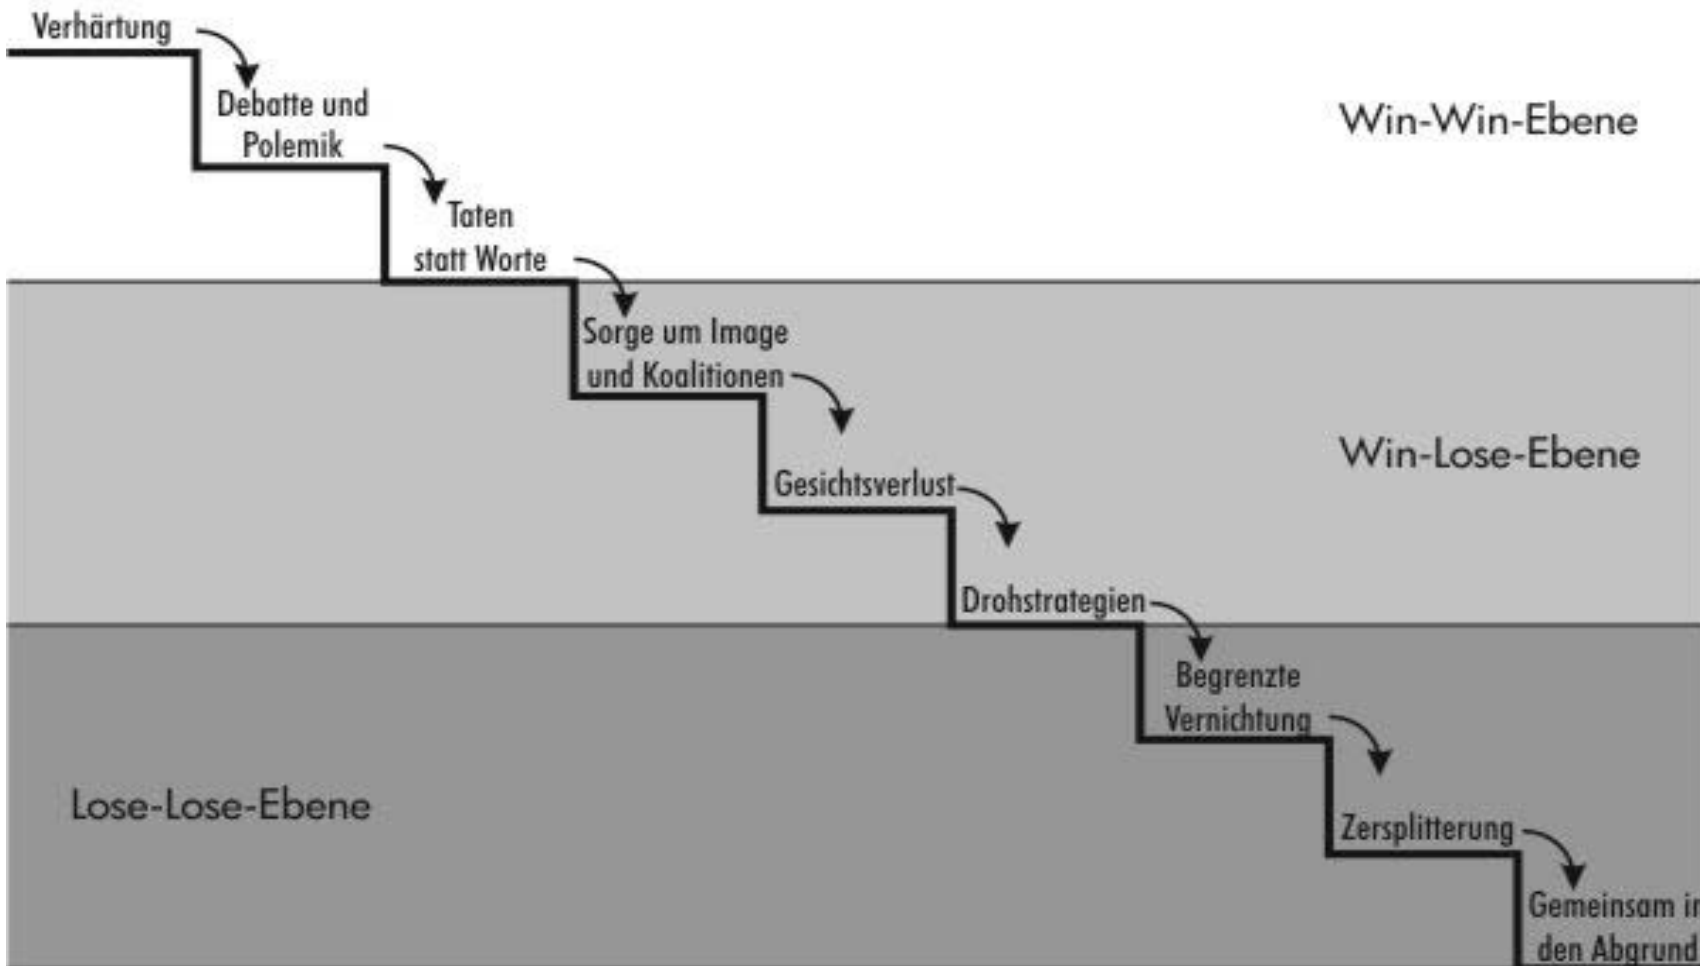 Verhärtung
Debatte und
Polemik
Win-Win-Ebene
Taten
statt Worte
Sorge um Image
und Koalitionen
Win-Lose-Ebene
Gesichtsverlust
Drohstrategien
Begrenzte
Vernichtung
Lose-Lose-Ebene
Zersplitterung
Gemeinsam in
den Abgrund